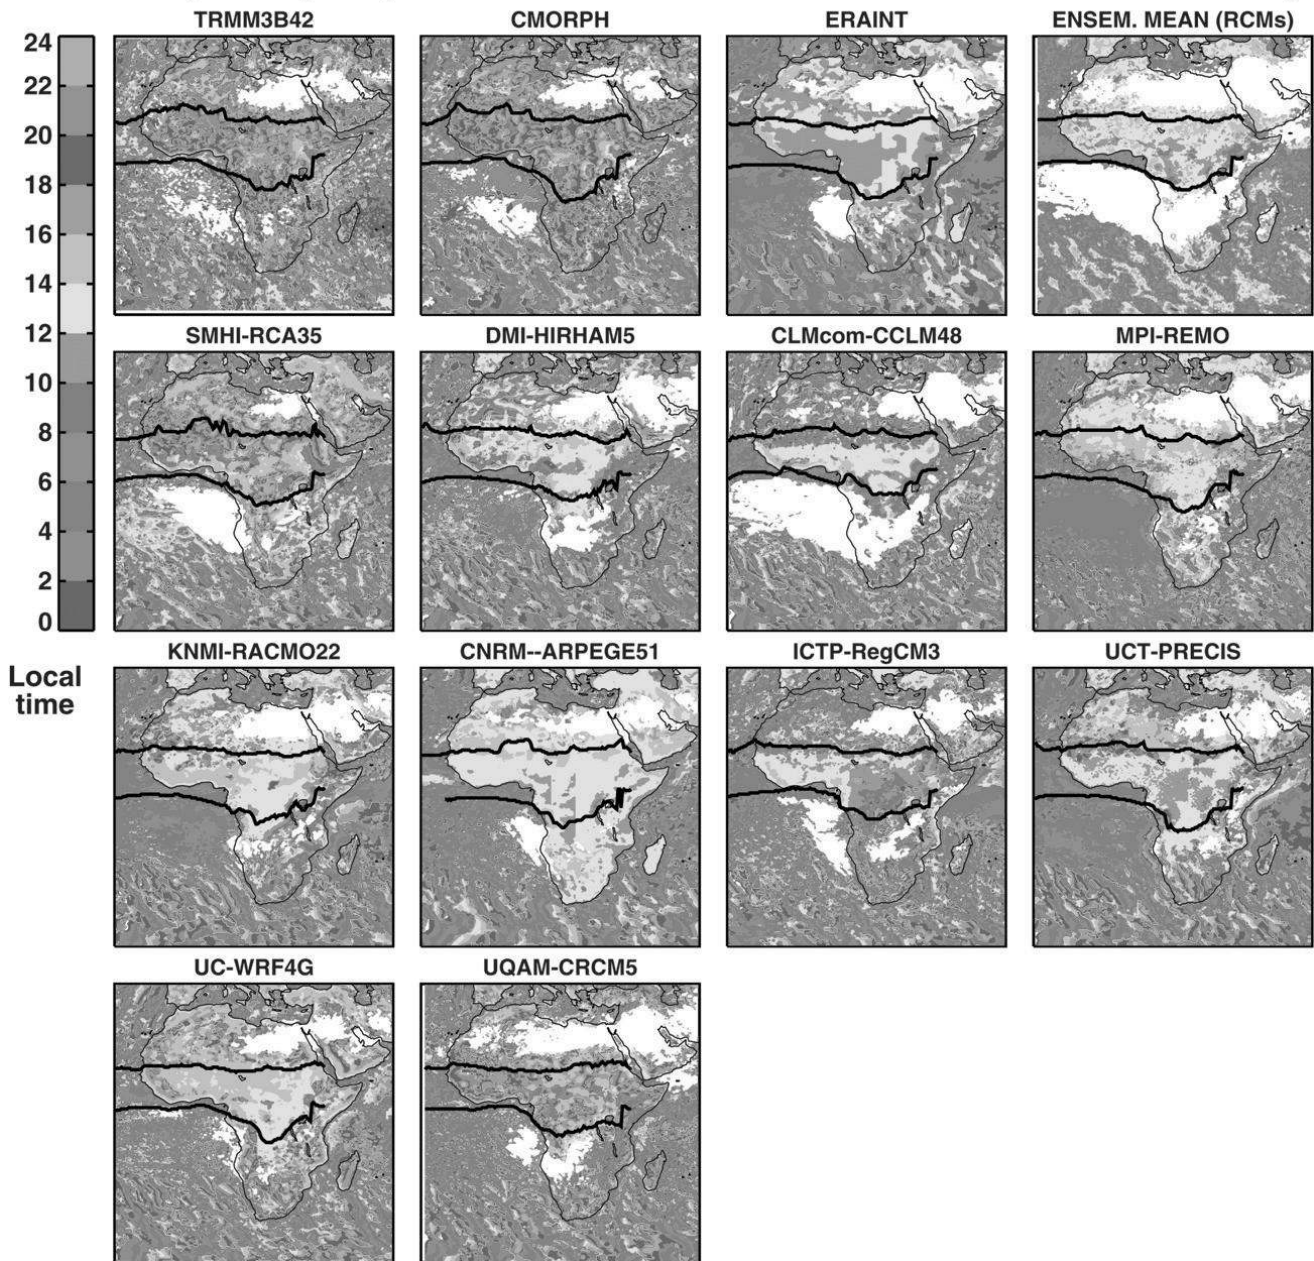 TRMM3B42
CMORPH
ERAINT
ENSEM. MEAN (RCMs)
24
22
20
18
16
14
12
10
8
6
4
2
0
Local
time
SMHI-RCA35
DMI-HIRHAM5
CLMcom-CCLM48
MPI-REMO
KNMI-RACMO22
CNRM--ARPEGE51
ICTP-RegCM3
UCT-PRECIS
UC-WRF4G
UQAM-CRCM5